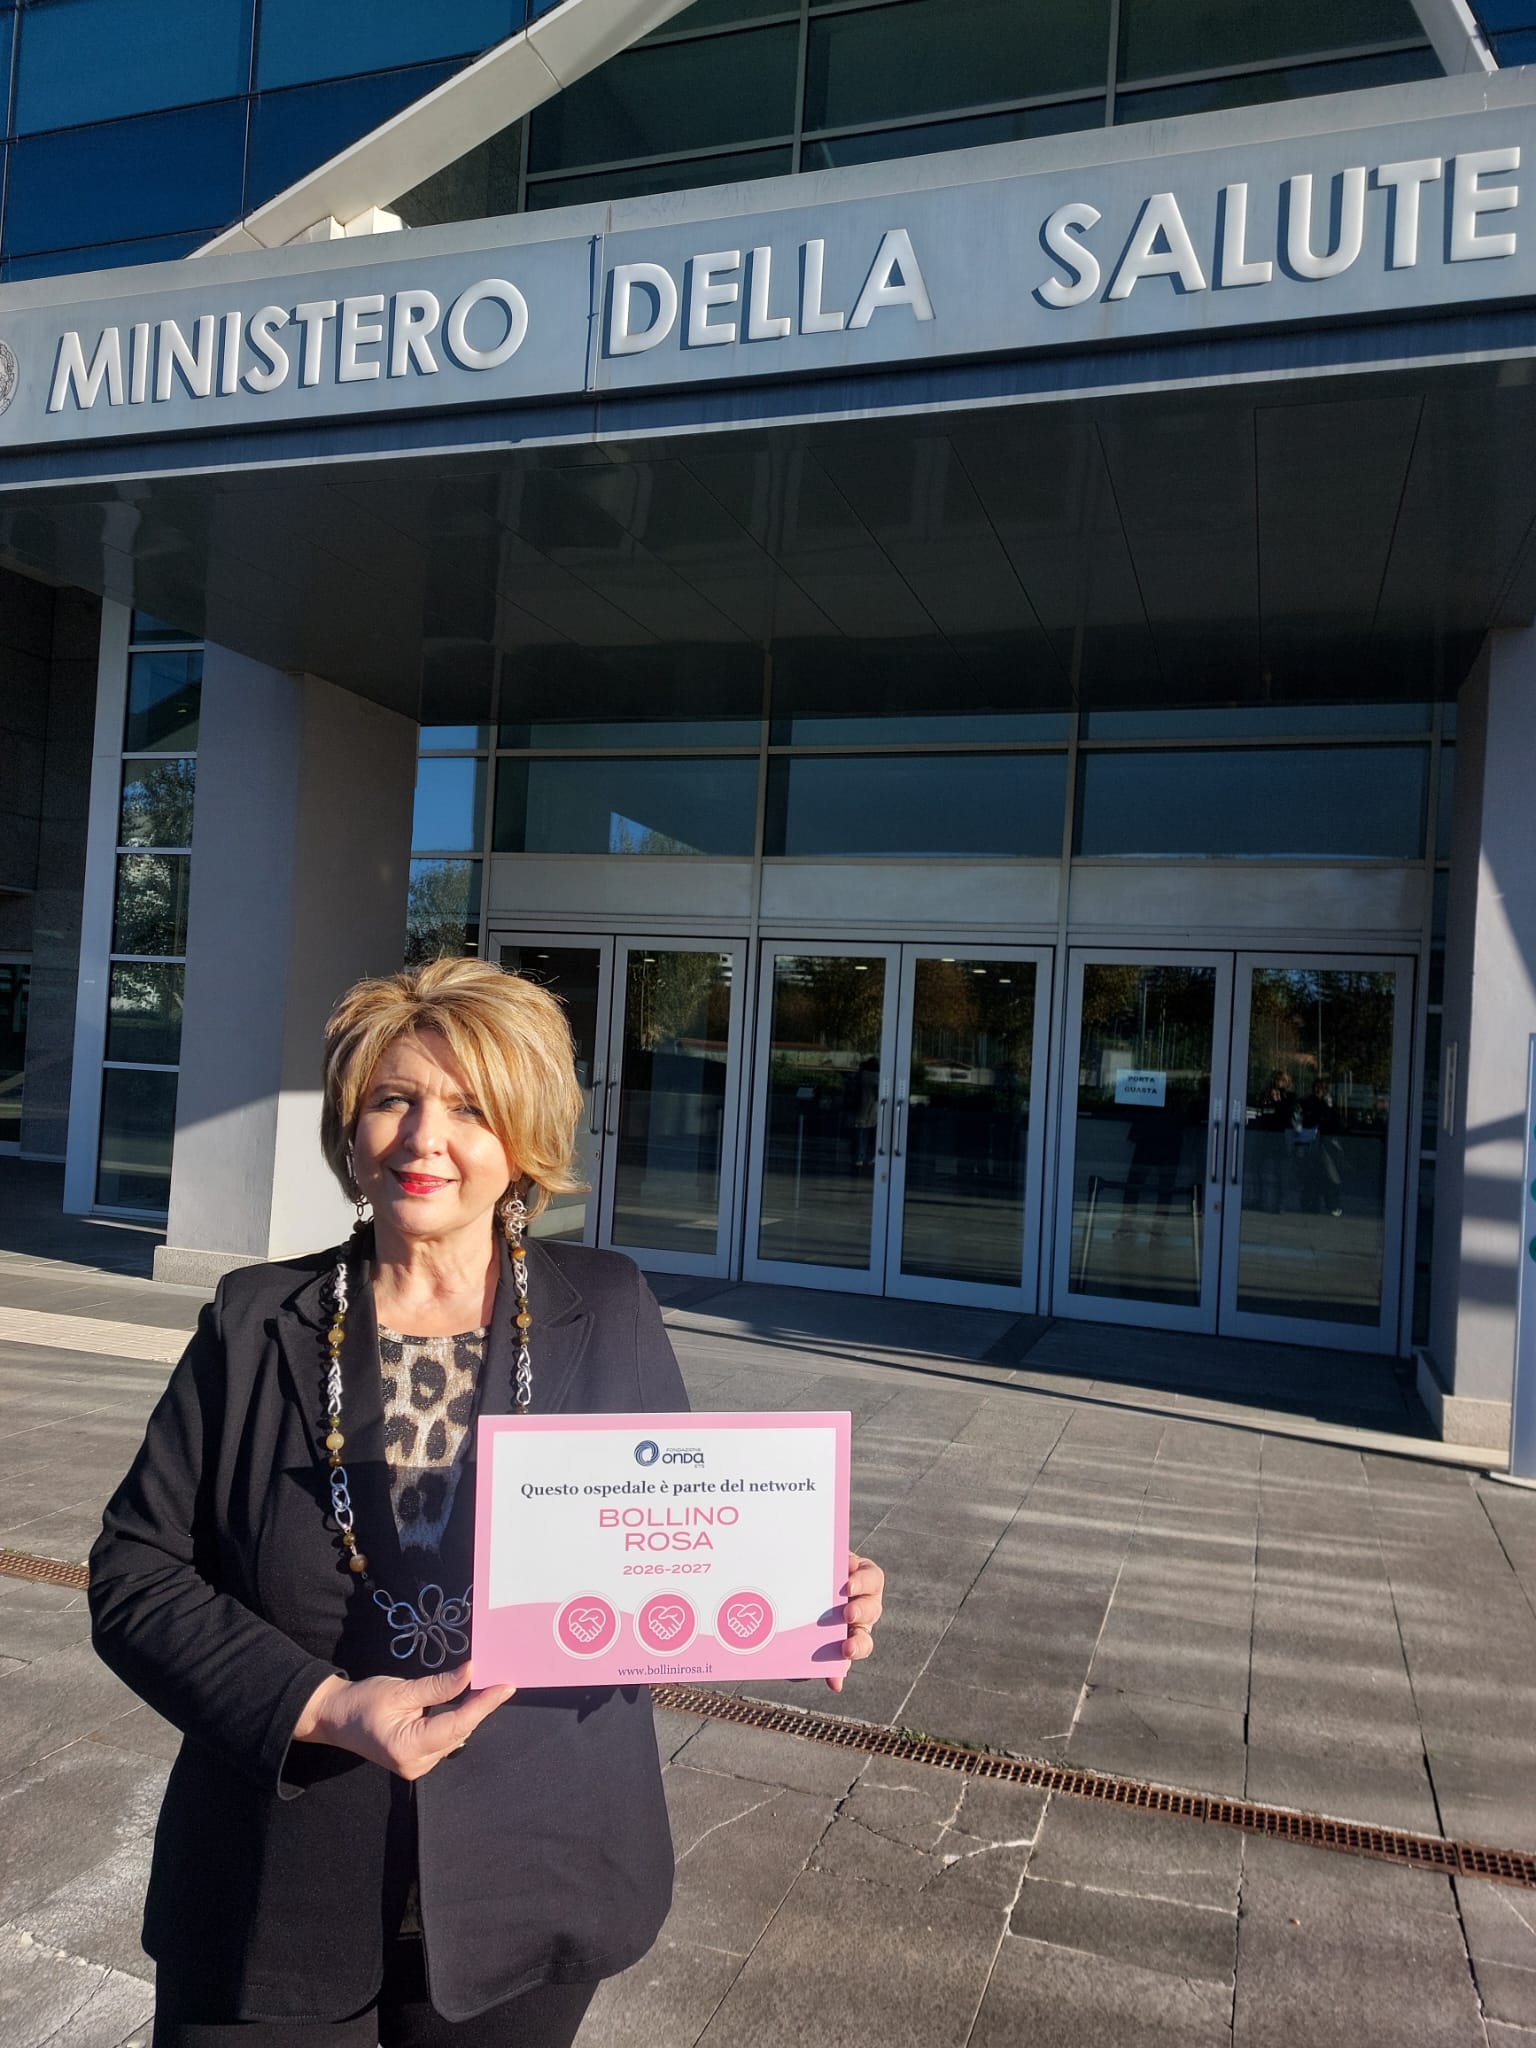 MINISTERO DELLA SALUTE
PORTA
GUASTA
FONDAZIONE
ONDA
ETS
Questo ospedale è parte del network
BOLLINO
ROSA
2026-2027
www.bollinirosa.it